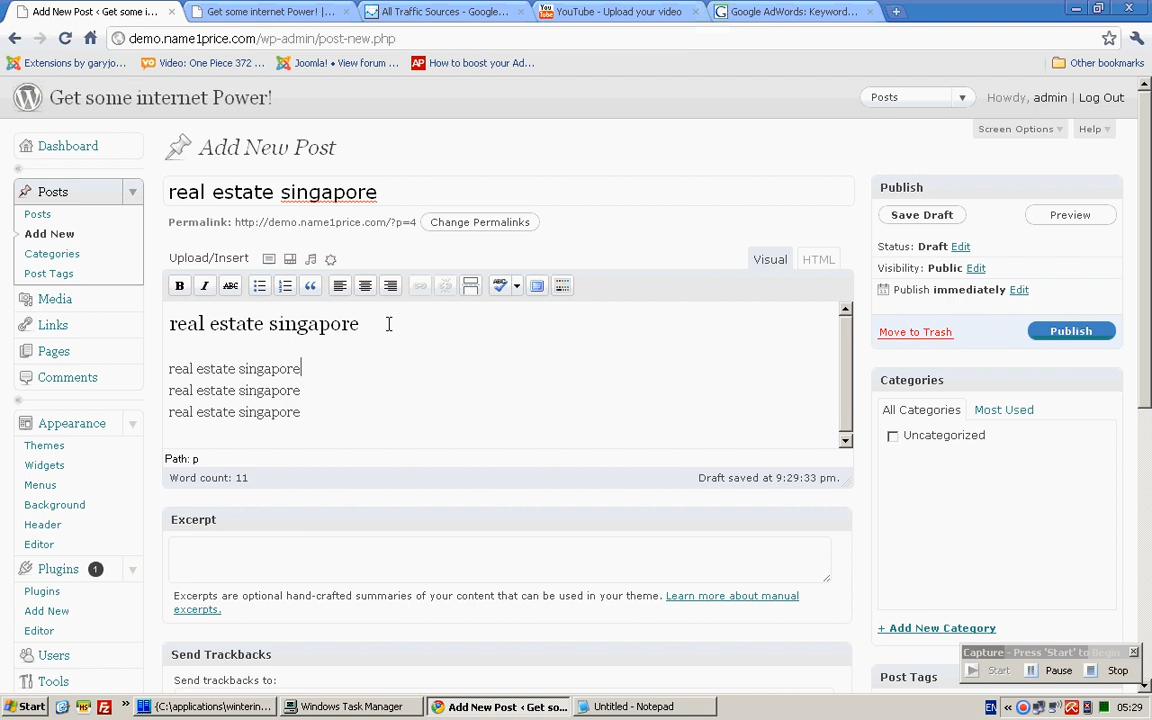 Add New Post ‹ Get some i...
Get some internet Power! |...
All Traffic Sources - Google...
YouTube - Upload your video
Google AdWords: Keyword...
demo.name1price.com/wp-admin/post-new.php
Extensions by garyjo...
Video: One Piece 372 ...
Joomla! • View forum ...
AP How to boost your Ad...
Other bookmarks
Get some internet Power!
Posts
Howdy, admin | Log Out
Screen Options
Help
Dashboard
Posts
Posts
Add New
Categories
Post Tags
Media
Links
Pages
Comments
Appearance
Themes
Widgets
Menus
Background
Header
Editor
Plugins 1
Plugins
Add New
Editor
Users
Tools
Add New Post
real estate singapore
Permalink: http://demo.name1price.com/?p=4 Change Permalinks
Upload/Insert
Visual
HTML
B I ABC
real estate singapore
real estate singapore
real estate singapore
real estate singapore
Path: p
Word count: 11
Draft saved at 9:29:33 pm.
Excerpt
Excerpts are optional hand-crafted summaries of your content that can be used in your theme. Learn more about manual
excerpts.
Send Trackbacks
Send trackbacks to:
Publish
Save Draft
Preview
Status: Draft Edit
Visibility: Public Edit
Publish immediately Edit
Move to Trash
Publish
Categories
All Categories
Most Used
Uncategorized
+ Add New Category
Post Tags
Capture - Press 'Start' to Begin
Start
Pause
Stop
Start
{C:\applications\winterin...
Windows Task Manager
Add New Post ‹ Get so...
Untitled - Notepad
EN
05:29